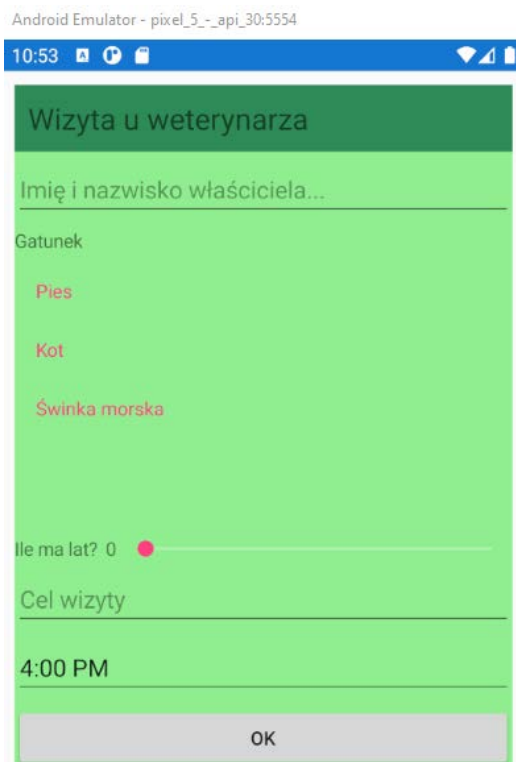 Android Emulator - pixel_5_-_api_30:5554
10:53
Wizyta u weterynarza
Imię i nazwisko właściciela...
Gatunek
Pies
Kot
Świnka morska
Ile ma lat? 0
Cel wizyty
4:00 PM
OK